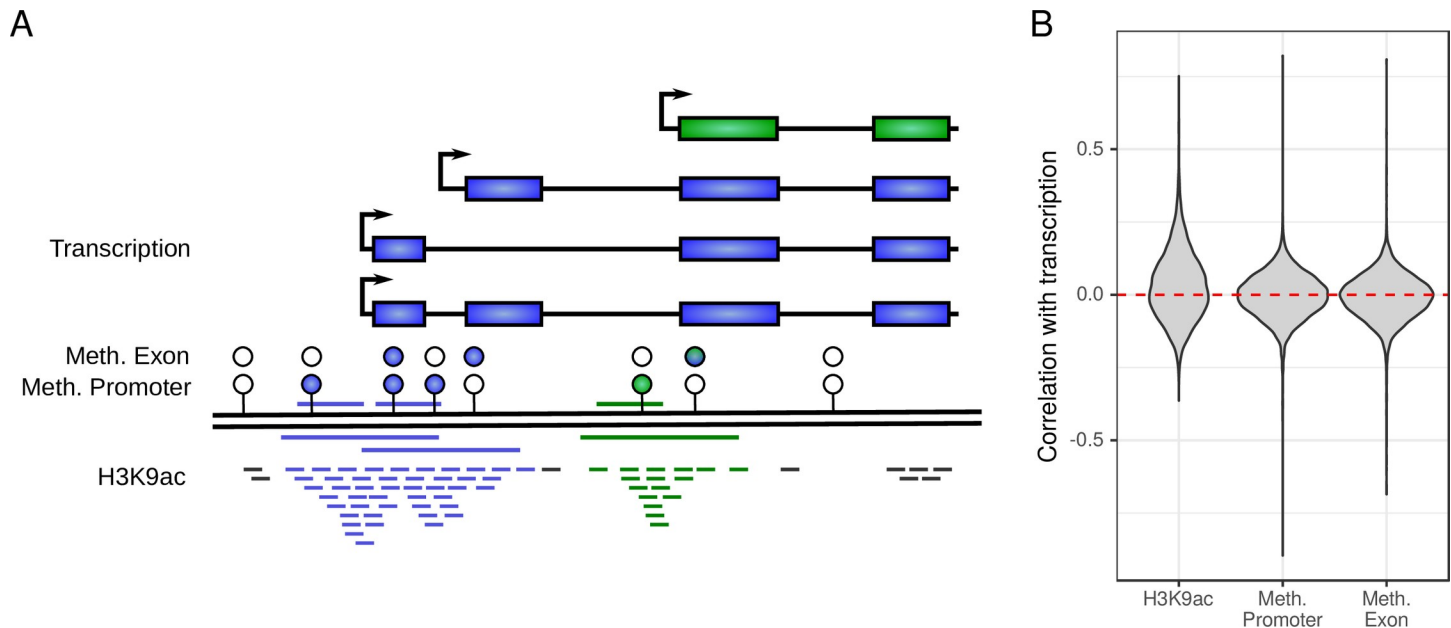 A
Transcription
Meth. Exon
Meth. Promoter
H3K9ac
B
Correlation with transcription
0.5
0.0
-0.5
H3K9ac
Meth.
Promoter
Meth.
Exon